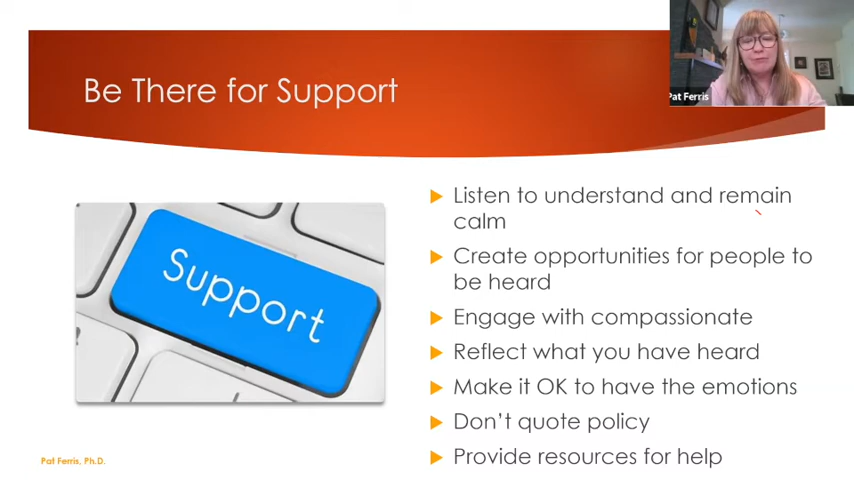 Be There for Support
Pat Ferris
Support
Listen to understand and remain
calm
Create opportunities for people to
be heard
Engage with compassionate
Reflect what you have heard
Make it OK to have the emotions
Don't quote policy
Provide resources for help
Pat Ferris, Ph.D.